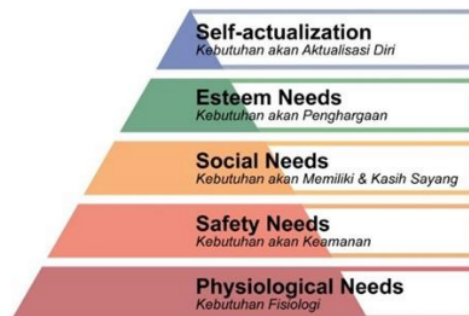 Self-actualization
Kebutuhan akan Aktualisasi Diri
Esteem Needs
Kebutuhan akan Penghargaan
Social Needs
Kebutuhan akan Memiliki & Kasih Sayang
Safety Needs
Kebutuhan akan Keamanan
Physiological Needs
Kebutuhan Fisiologi